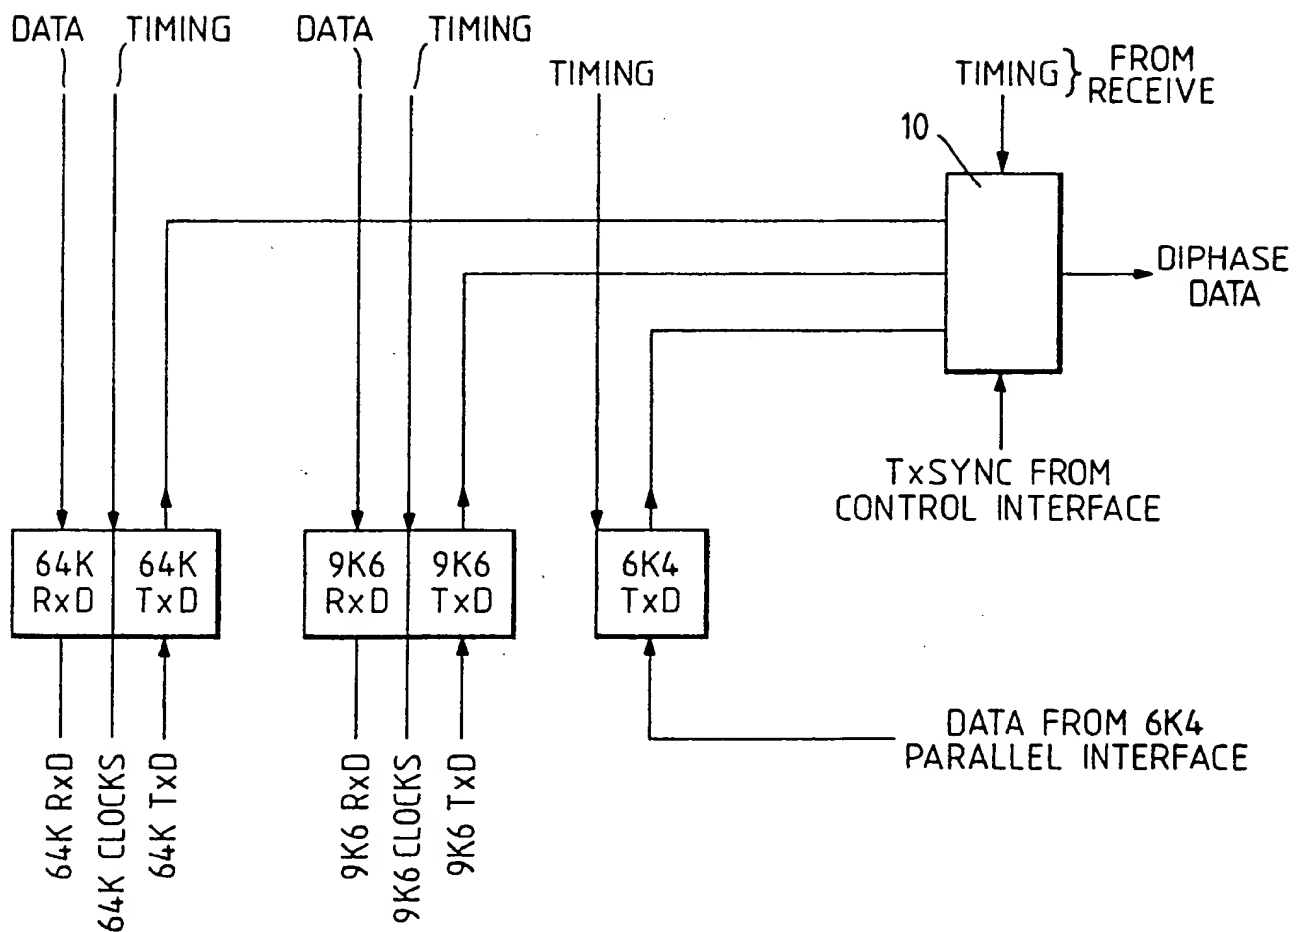 DATA
TIMING
DATA
TIMING
TIMING
TIMING } FROM
RECEIVE
10
DIPHASE
DATA
TxSYNC FROM
CONTROL INTERFACE
64K
RxD
64K
TxD
9K6
RxD
9K6
TxD
6K4
TxD
DATA FROM 6K4
PARALLEL INTERFACE
64K RxD
64K CLOCKS
64K TxD
9K6 RxD
9K6 CLOCKS
9K6 TxD